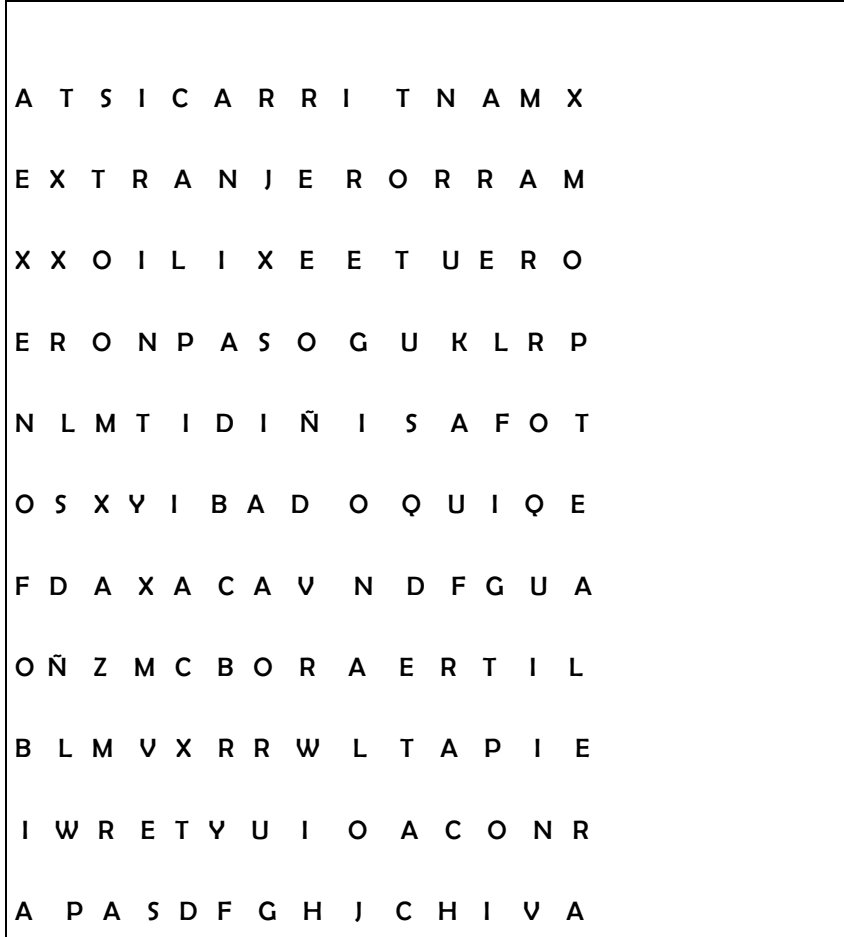 A T S I C A R R I T N A M X
E X T R A N J E R O R R A M
X X O I L I X E E T U E R O
E R O N P A S O G U K L R P
N L M T I D I Ñ I S A F O T
O S X Y I B A D O Q U I Q E
F D A X A C A V N D F G U A
O Ñ Z M C B O R A E R T I L
B L M V X R R W L T A P I E
I W R E T Y U I O A C O N R
A P A S D F G H J C H I V A